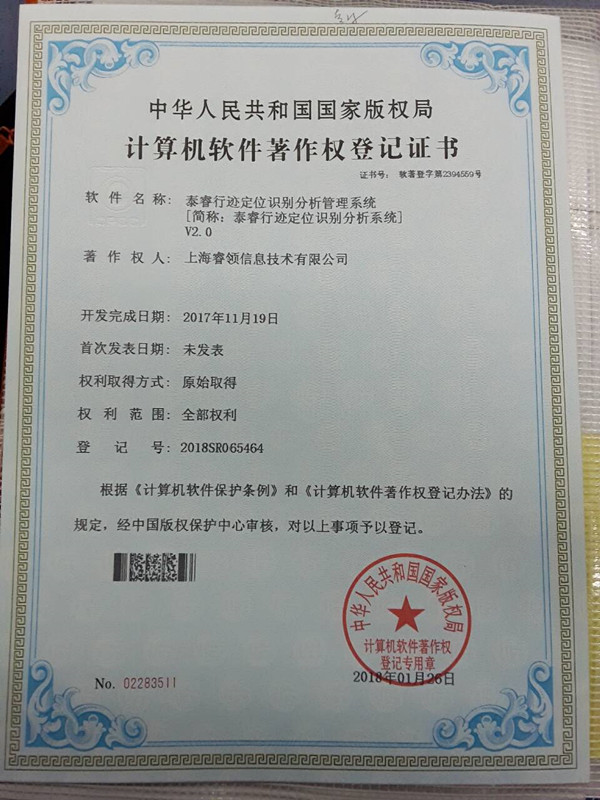 中华人民共和国国家版权局
计算机软件著作权登记证书
证书号： 软著登字第2394559号
软件名称： 泰睿行迹定位识别分析管理系统
[简称：泰睿行迹定位识别分析系统]
V2.0
著作权人： 上海睿领信息技术有限公司
开发完成日期： 2017年11月19日
首次发表日期： 未发表
权利取得方式： 原始取得
权利范围： 全部权利
登记号： 2018SR065464
根据《计算机软件保护条例》和《计算机软件著作权登记办法》的
规定，经中国版权保护中心审核，对以上事项予以登记。
中华人民共和国国家版权局
计算机软件著作权
登记专用章
2018年01月26日
No. 02283511